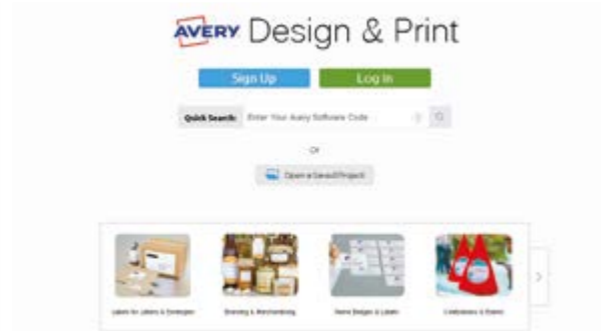 AVERY Design & Print
Sign Up Log In
Quick Search: Enter Your Avery Software Code
Or
Open a Saved Project
Labels for Letters & Envelopes Branding & Merchandising Name Badges & Labels Conferences & Events